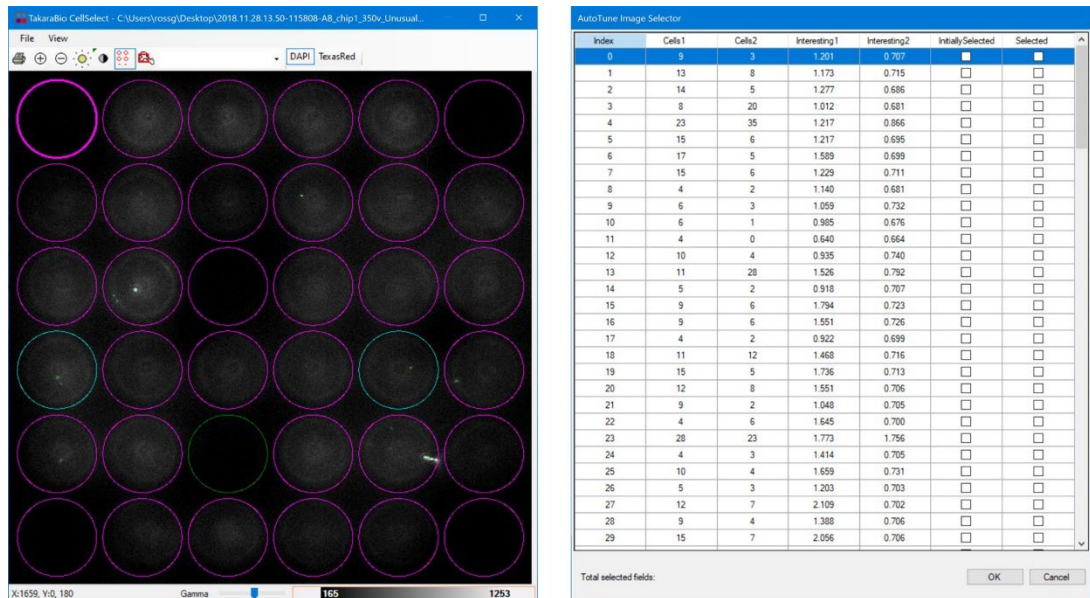 TakaraBio CellSelect - C:\Users\rossg\Desktop\2018.11.28.13.50-115808-A8_chip1_350v_Unusual...
File View
DAPI TexasRed
X:1659, Y:0, 180 Gamma 165 1253
AutoTune Image Selector
Index Cells1 Cells2 Interesting1 Interesting2 InitiallySelected Selected
0 9 3 1.201 0.707
1 13 8 1.173 0.715
2 14 5 1.277 0.686
3 8 20 1.012 0.681
4 23 35 1.217 0.866
5 15 6 1.217 0.695
6 17 5 1.589 0.699
7 15 6 1.229 0.711
8 4 2 1.140 0.681
9 6 3 1.059 0.732
10 6 1 0.985 0.676
11 4 0 0.640 0.664
12 10 4 0.935 0.740
13 11 28 1.526 0.792
14 5 2 0.918 0.707
15 9 6 1.794 0.723
16 9 6 1.551 0.726
17 4 2 0.922 0.699
18 11 12 1.468 0.716
19 15 5 1.736 0.713
20 12 8 1.551 0.706
21 9 2 1.048 0.705
22 4 6 1.645 0.700
23 28 23 1.773 1.756
24 4 3 1.414 0.705
25 10 4 1.659 0.731
26 5 3 1.203 0.703
27 12 7 2.109 0.702
28 9 4 1.388 0.706
29 15 7 2.056 0.706
Total selected fields: OK Cancel